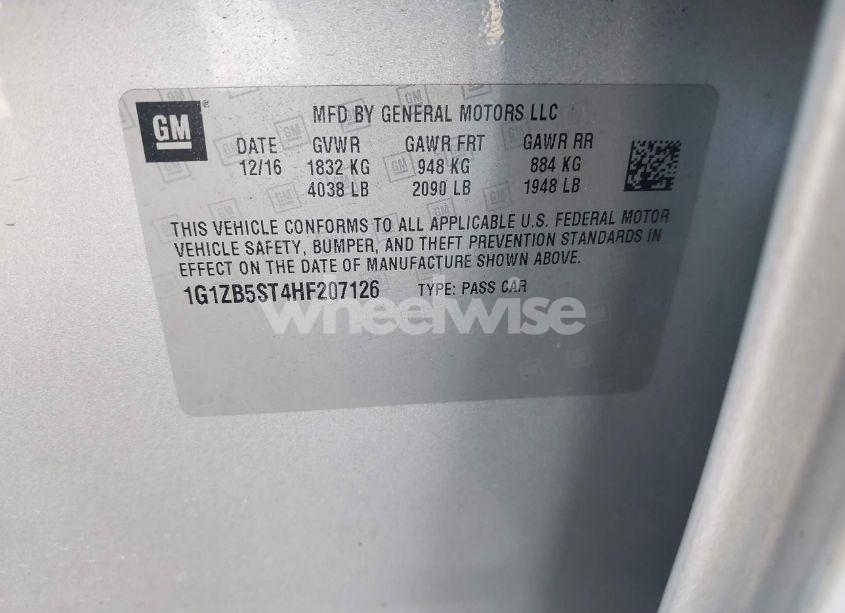 GM
MFD BY GENERAL MOTORS LLC
DATE GVWR GAWR FRT GAWR RR
12/16 1832 KG 948 KG 884 KG
4038 LB 2090 LB 1948 LB
THIS VEHICLE CONFORMS TO ALL APPLICABLE U.S. FEDERAL MOTOR
VEHICLE SAFETY, BUMPER, AND THEFT PREVENTION STANDARDS IN
EFFECT ON THE DATE OF MANUFACTURE SHOWN ABOVE.
1G1ZB5ST4HF207126 TYPE: PASS CAR
wheelwise